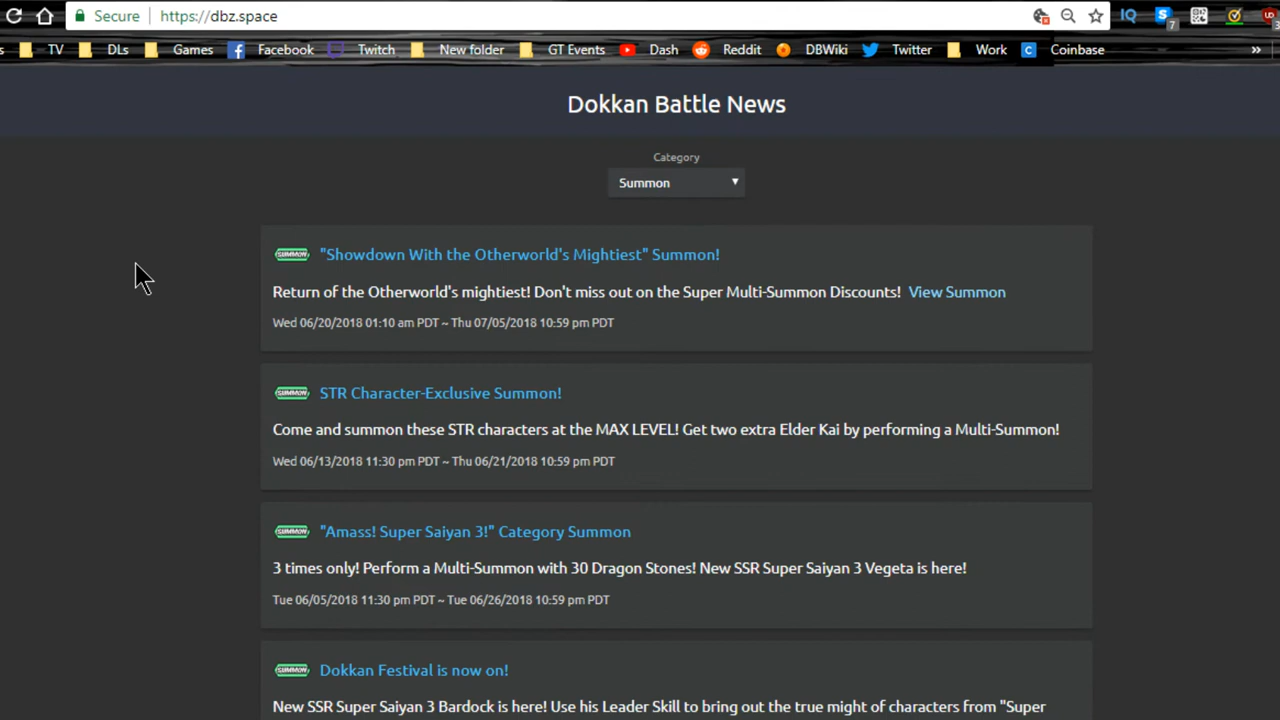 Secure https://dbz.space
IQ 7
s TV DLs Games Facebook Twitch New folder GT Events Dash Reddit DBWiki Twitter Work C Coinbase »
Dokkan Battle News
Category
Summon
SUMMON "Showdown With the Otherworld's Mightiest" Summon!
Return of the Otherworld's mightiest! Don't miss out on the Super Multi-Summon Discounts! View Summon
Wed 06/20/2018 01:10 am PDT ~ Thu 07/05/2018 10:59 pm PDT
SUMMON STR Character-Exclusive Summon!
Come and summon these STR characters at the MAX LEVEL! Get two extra Elder Kai by performing a Multi-Summon!
Wed 06/13/2018 11:30 pm PDT ~ Thu 06/21/2018 10:59 pm PDT
SUMMON "Amass! Super Saiyan 3!" Category Summon
3 times only! Perform a Multi-Summon with 30 Dragon Stones! New SSR Super Saiyan 3 Vegeta is here!
Tue 06/05/2018 11:30 pm PDT ~ Tue 06/26/2018 10:59 pm PDT
SUMMON Dokkan Festival is now on!
New SSR Super Saiyan 3 Bardock is here! Use his Leader Skill to bring out the true might of characters from "Super